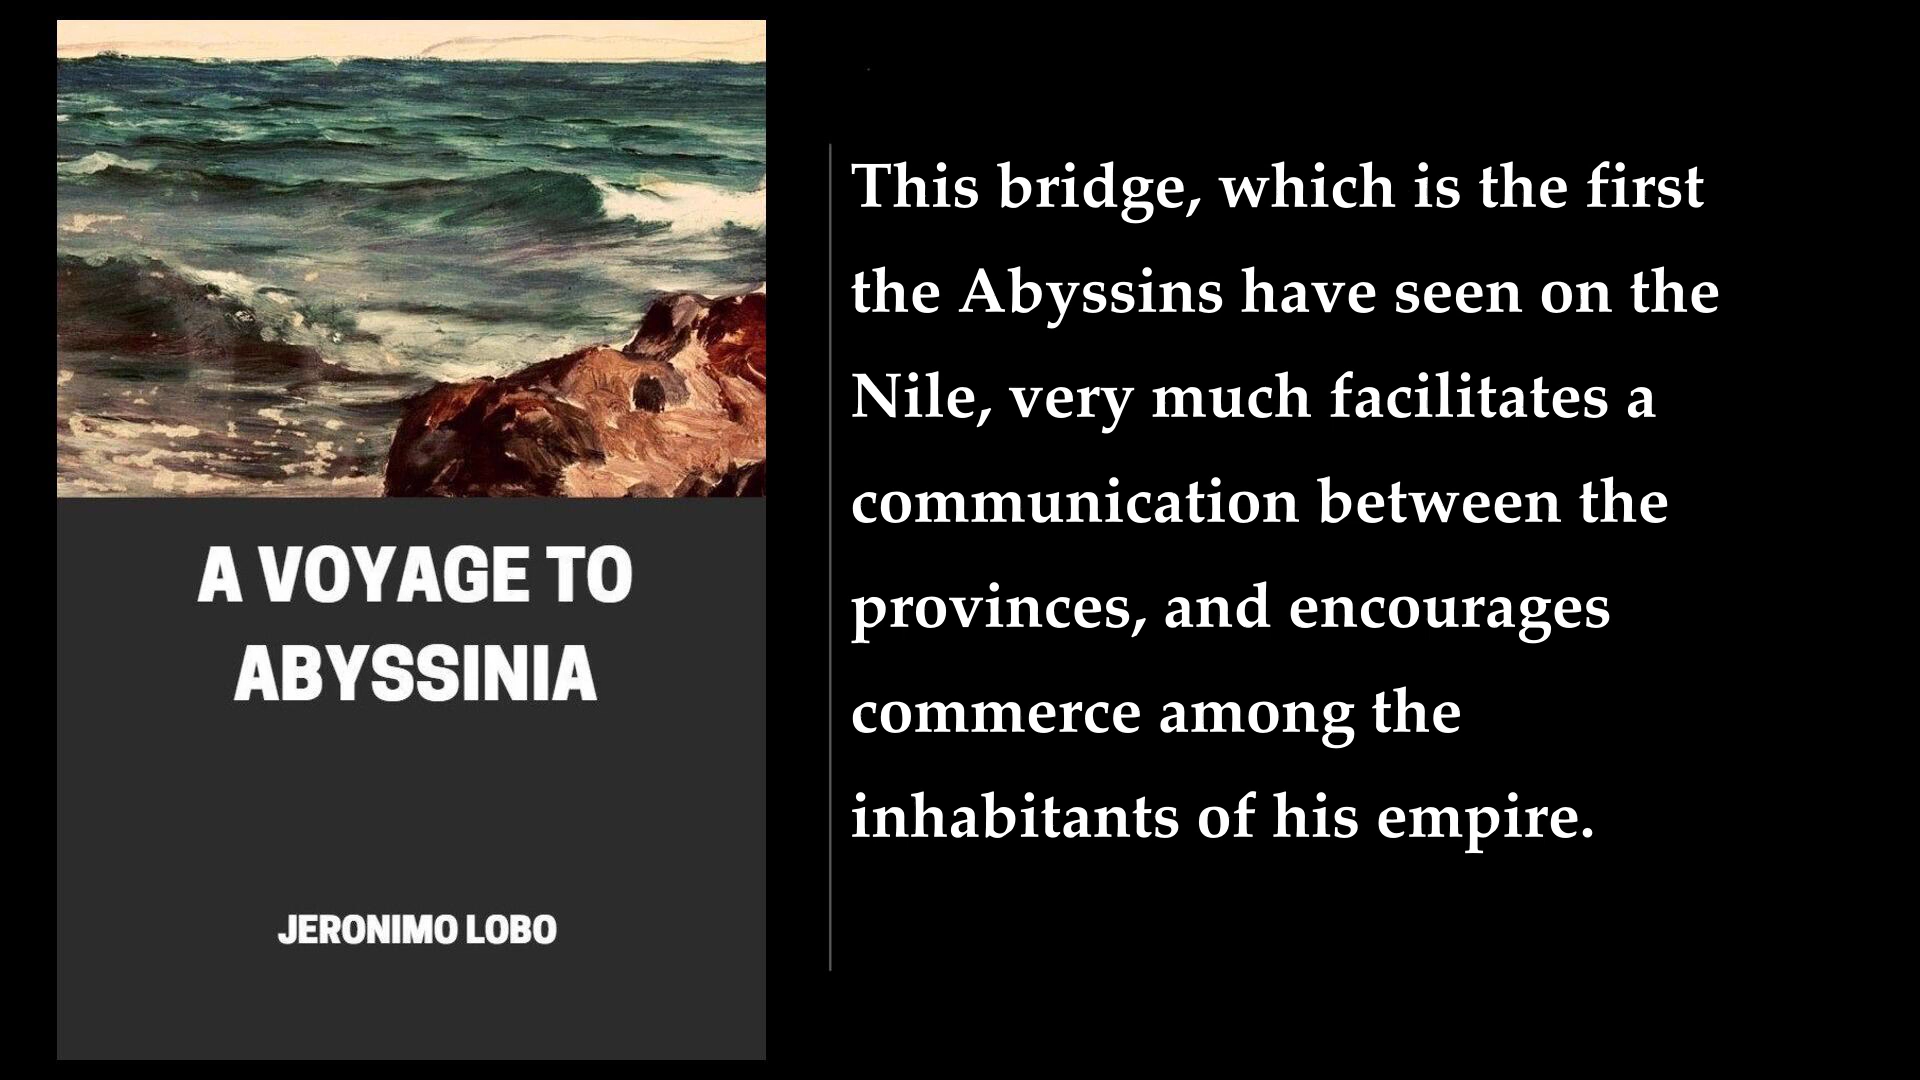 A VOYAGE TO
ABYSSINIA
JERONIMO LOBO
This bridge, which is the first
the Abyssins have seen on the
Nile, very much facilitates a
communication between the
provinces, and encourages
commerce among the
inhabitants of his empire.